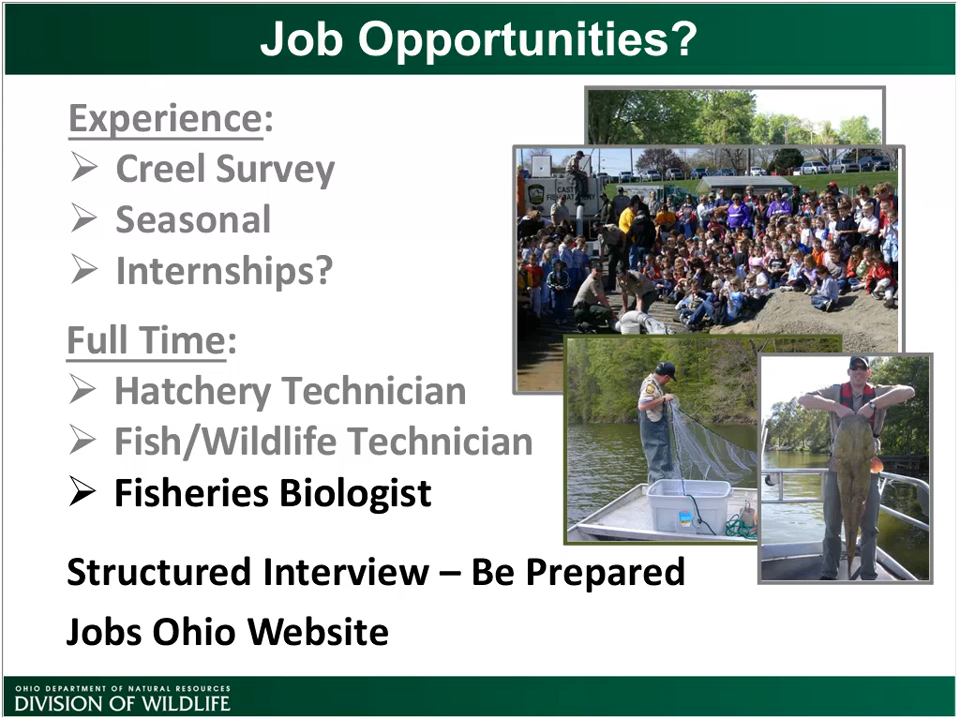 Job Opportunities?
Experience:
➢ Creel Survey
➢ Seasonal
➢ Internships?
Full Time:
➢ Hatchery Technician
➢ Fish/Wildlife Technician
➢ Fisheries Biologist
Structured Interview – Be Prepared
Jobs Ohio Website
OHIO DEPARTMENT OF NATURAL RESOURCES
DIVISION OF WILDLIFE